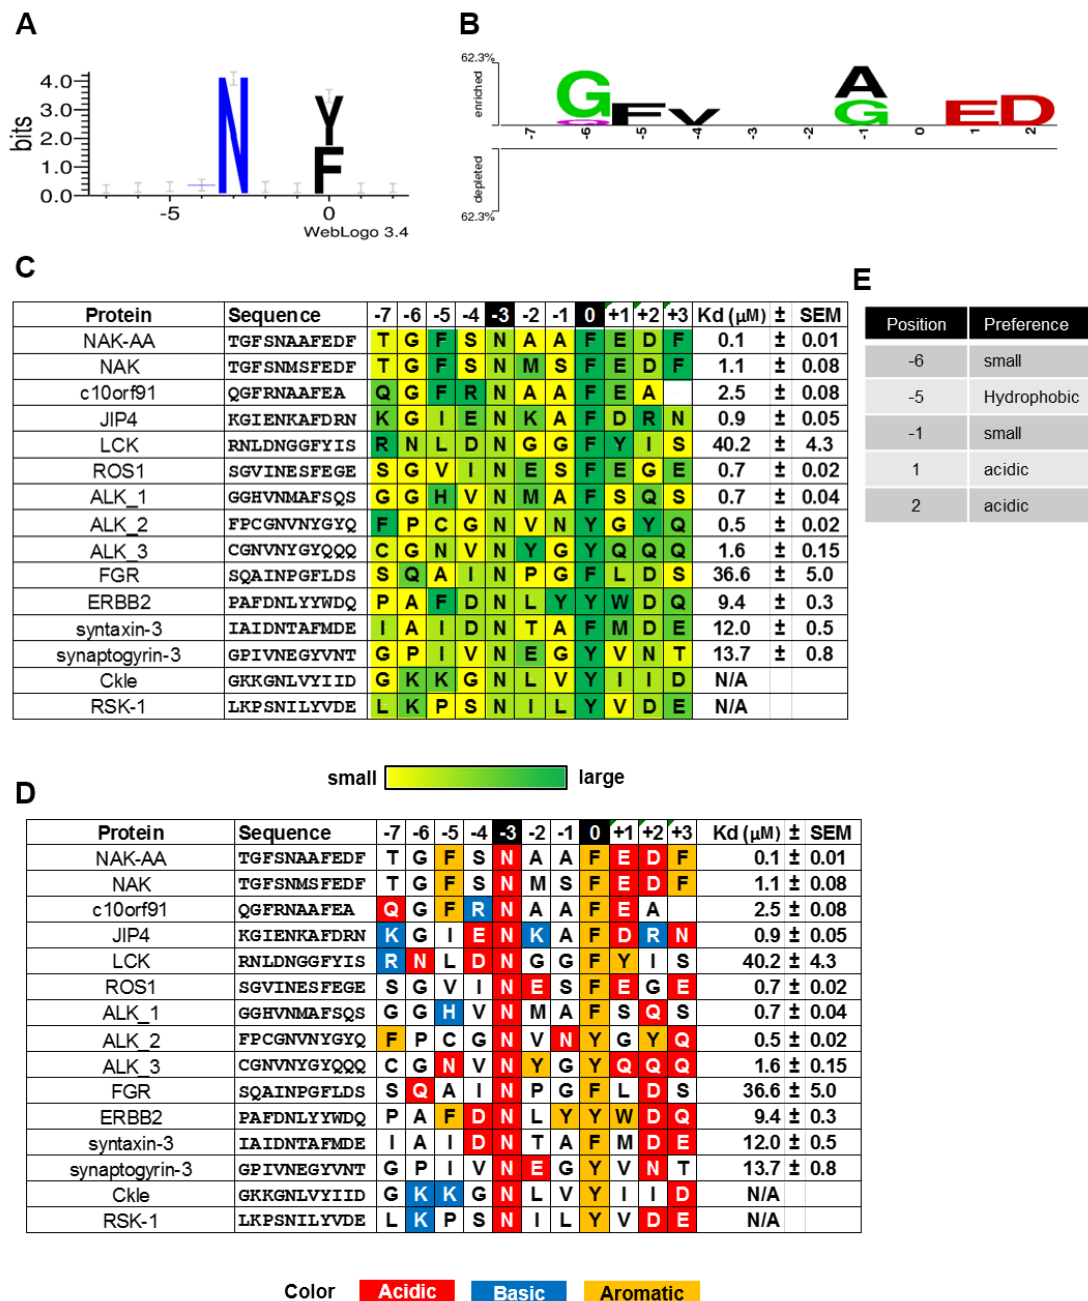 A
B
bits
4.0
3.0
2.0
1.0
0.0
N
Y
F
-5
0
WebLogo 3.4
62.3%
enriched
depleted
62.3%
G F V A G E D
-7 -6 -5 -4 -3 -2 -1 0 1 2
C
Protein Sequence -7 -6 -5 -4 -3 -2 -1 0 +1 +2 +3 Kd (µM) ± SEM
NAK-AA TGFSNAAFEDF T G F S N A A F E D F 0.1 ± 0.01
NAK TGFSNMSFEDF T G F S N M S F E D F 1.1 ± 0.08
c10orf91 QGFRNAAFEA Q G F R N A A F E A 2.5 ± 0.08
JIP4 KGIENKAFDRN K G I E N K A F D R N 0.9 ± 0.05
LCK RNLDNGGFYIS R N L D N G G F Y I S 40.2 ± 4.3
ROS1 SGVINESFEGE S G V I N E S F E G E 0.7 ± 0.02
ALK_1 GGHVNMAFSQS G G H V N M A F S Q S 0.7 ± 0.04
ALK_2 FPCGNVNYGYQ F P C G N V N Y G Y Q 0.5 ± 0.02
ALK_3 CGNVNYGYQQQ C G N V N Y G Y Q Q Q 1.6 ± 0.15
FGR SQAINPGFLDS S Q A I N P G F L D S 36.6 ± 5.0
ERBB2 PAFDNLYYWDQ P A F D N L Y Y W D Q 9.4 ± 0.3
syntaxin-3 IAIDNTAFMDE I A I D N T A F M D E 12.0 ± 0.5
synaptogyrin-3 GPIVNEGYVNT G P I V N E G Y V N T 13.7 ± 0.8
Ckle GKKGNLVYIID G K K G N L V Y I I D N/A
RSK-1 LKPSNILYVDE L K P S N I L Y V D E N/A
small large
E
Position Preference
-6 small
-5 Hydrophobic
-1 small
1 acidic
2 acidic
D
Protein Sequence -7 -6 -5 -4 -3 -2 -1 0 +1 +2 +3 Kd (µM) ± SEM
NAK-AA TGFSNAAFEDF T G F S N A A F E D F 0.1 ± 0.01
NAK TGFSNMSFEDF T G F S N M S F E D F 1.1 ± 0.08
c10orf91 QGFRNAAFEA Q G F R N A A F E A 2.5 ± 0.08
JIP4 KGIENKAFDRN K G I E N K A F D R N 0.9 ± 0.05
LCK RNLDNGGFYIS R N L D N G G F Y I S 40.2 ± 4.3
ROS1 SGVINESFEGE S G V I N E S F E G E 0.7 ± 0.02
ALK_1 GGHVNMAFSQS G G H V N M A F S Q S 0.7 ± 0.04
ALK_2 FPCGNVNYGYQ F P C G N V N Y G Y Q 0.5 ± 0.02
ALK_3 CGNVNYGYQQQ C G N V N Y G Y Q Q Q 1.6 ± 0.15
FGR SQAINPGFLDS S Q A I N P G F L D S 36.6 ± 5.0
ERBB2 PAFDNLYYWDQ P A F D N L Y Y W D Q 9.4 ± 0.3
syntaxin-3 IAIDNTAFMDE I A I D N T A F M D E 12.0 ± 0.5
synaptogyrin-3 GPIVNEGYVNT G P I V N E G Y V N T 13.7 ± 0.8
Ckle GKKGNLVYIID G K K G N L V Y I I D N/A
RSK-1 LKPSNILYVDE L K P S N I L Y V D E N/A
Color Acidic Basic Aromatic